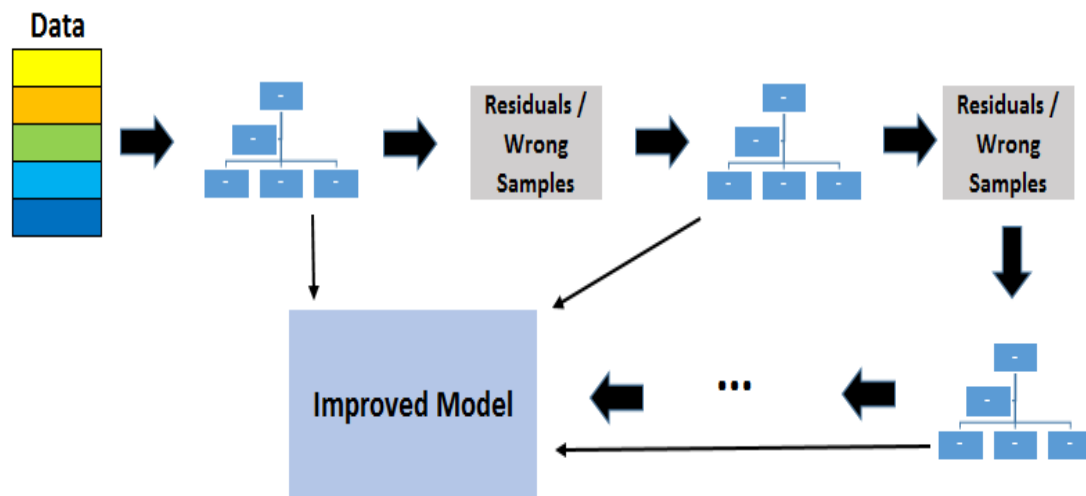 Data
-
-
- - -
Residuals /
Wrong
Samples
-
-
- - -
Residuals /
Wrong
Samples
Improved Model
...
-
-
- - -